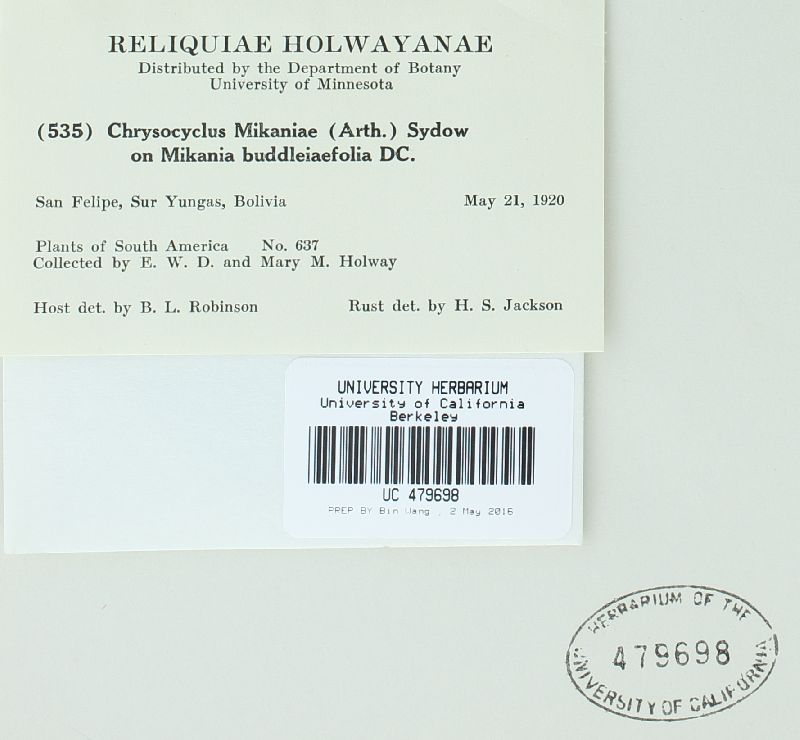 RELIQUIAE HOLWAYANAE
Distributed by the Department of Botany
University of Minnesota
(535) Chrysocyclus Mikaniae (Arth.) Sydow
on Mikania buddleiaefolia DC.
San Felipe, Sur Yungas, Bolivia May 21, 1920
Plants of South America No. 637
Collected by E. W. D. and Mary M. Holway
Host det. by B. L. Robinson Rust det. by H. S. Jackson
UNIVERSITY HERBARIUM
University of California
Berkeley
UC 479698
PREP BY Bin Wang , 2 May 2016
HERBARIUM OF THE
479698
UNIVERSITY OF CALIFORNIA